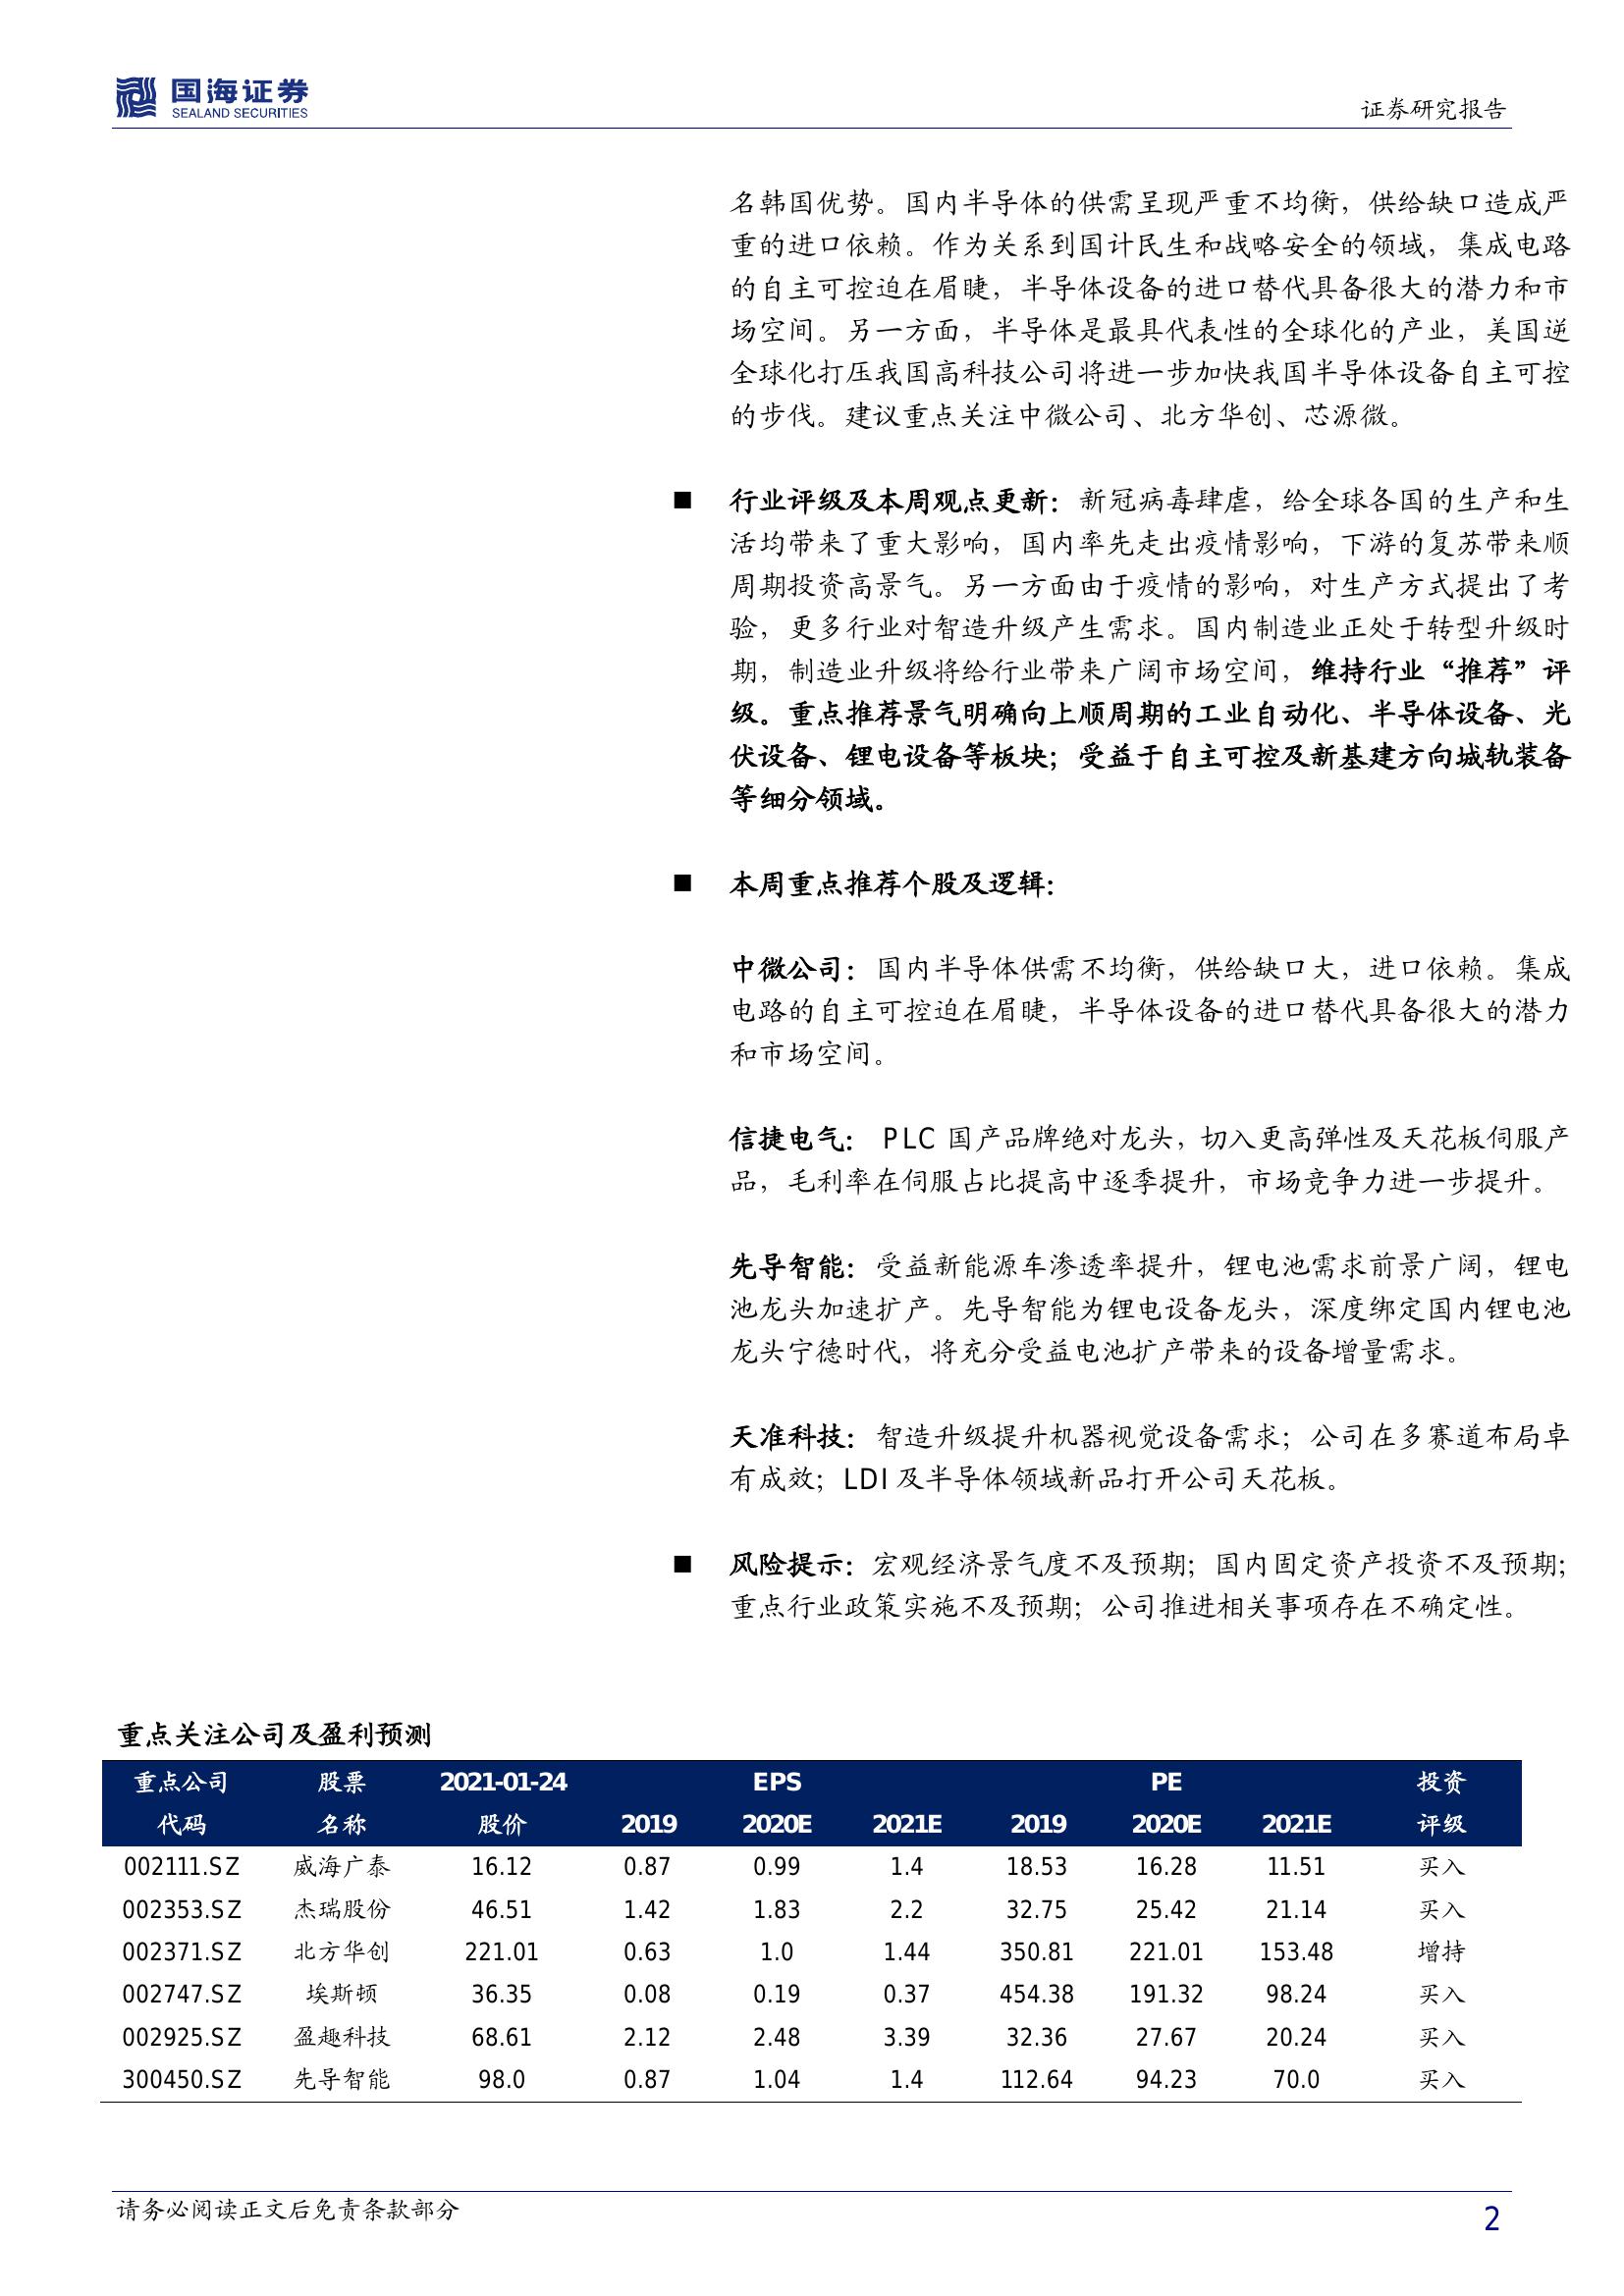 国海证券
SEALAND SECURITIES
证券研究报告
名韩国优势。国内半导体的供需呈现严重不均衡，供给缺口造成严
重的进口依赖。作为关系到国计民生和战略安全的领域，集成电路
的自主可控迫在眉睫，半导体设备的进口替代具备很大的潜力和市
场空间。另一方面，半导体是最具代表性的全球化的产业，美国逆
全球化打压我国高科技公司将进一步加快我国半导体设备自主可控
的步伐。建议重点关注中微公司、北方华创、芯源微。
■ 行业评级及本周观点更新：新冠病毒肆虐，给全球各国的生产和生
活均带来了重大影响，国内率先走出疫情影响，下游的复苏带来顺
周期投资高景气。另一方面由于疫情的影响，对生产方式提出了考
验，更多行业对智造升级产生需求。国内制造业正处于转型升级时
期，制造业升级将给行业带来广阔市场空间，维持行业“推荐”评
级。重点推荐景气明确向上顺周期的工业自动化、半导体设备、光
伏设备、锂电设备等板块；受益于自主可控及新基建方向城轨装备
等细分领域。
■ 本周重点推荐个股及逻辑：
中微公司：国内半导体供需不均衡，供给缺口大，进口依赖。集成
电路的自主可控迫在眉睫，半导体设备的进口替代具备很大的潜力
和市场空间。
信捷电气： PLC 国产品牌绝对龙头，切入更高弹性及天花板伺服产
品，毛利率在伺服占比提高中逐季提升，市场竞争力进一步提升。
先导智能：受益新能源车渗透率提升，锂电池需求前景广阔，锂电
池龙头加速扩产。先导智能为锂电设备龙头，深度绑定国内锂电池
龙头宁德时代，将充分受益电池扩产带来的设备增量需求。
天准科技：智造升级提升机器视觉设备需求；公司在多赛道布局卓
有成效；LDI 及半导体领域新品打开公司天花板。
■ 风险提示：宏观经济景气度不及预期；国内固定资产投资不及预期；
重点行业政策实施不及预期；公司推进相关事项存在不确定性。
重点关注公司及盈利预测
重点公司 股票 2021-01-24 EPS PE 投资
代码 名称 股价 2019 2020E 2021E 2019 2020E 2021E 评级
002111.SZ 威海广泰 16.12 0.87 0.99 1.4 18.53 16.28 11.51 买入
002353.SZ 杰瑞股份 46.51 1.42 1.83 2.2 32.75 25.42 21.14 买入
002371.SZ 北方华创 221.01 0.63 1.0 1.44 350.81 221.01 153.48 增持
002747.SZ 埃斯顿 36.35 0.08 0.19 0.37 454.38 191.32 98.24 买入
002925.SZ 盈趣科技 68.61 2.12 2.48 3.39 32.36 27.67 20.24 买入
300450.SZ 先导智能 98.0 0.87 1.04 1.4 112.64 94.23 70.0 买入
请务必阅读正文后免责条款部分
2